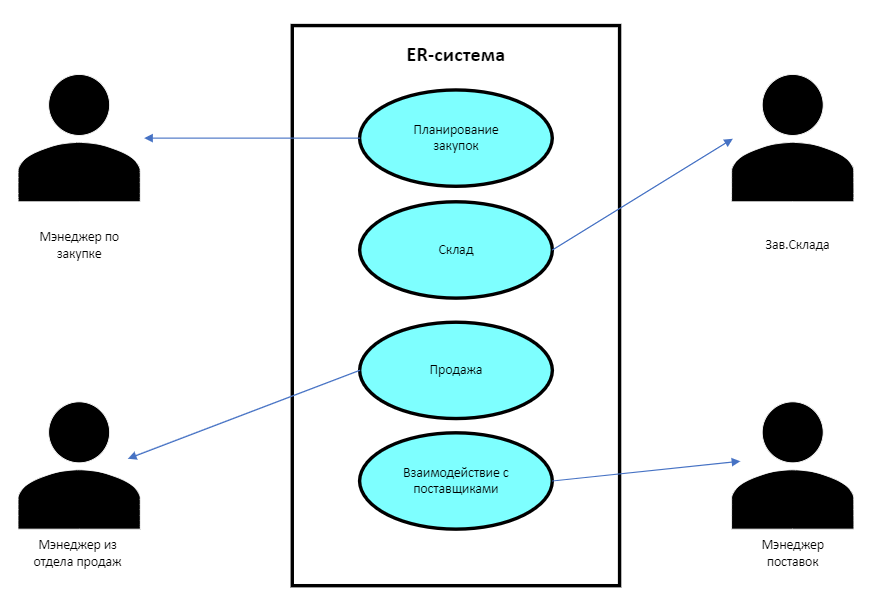 ER-система
Планирование
закупок
Мэнеджер по
закупке
Склад
Зав.Склада
Продажа
Взаимодействие с
поставщиками
Мэнеджер из
отдела продаж
Мэнеджер
поставок